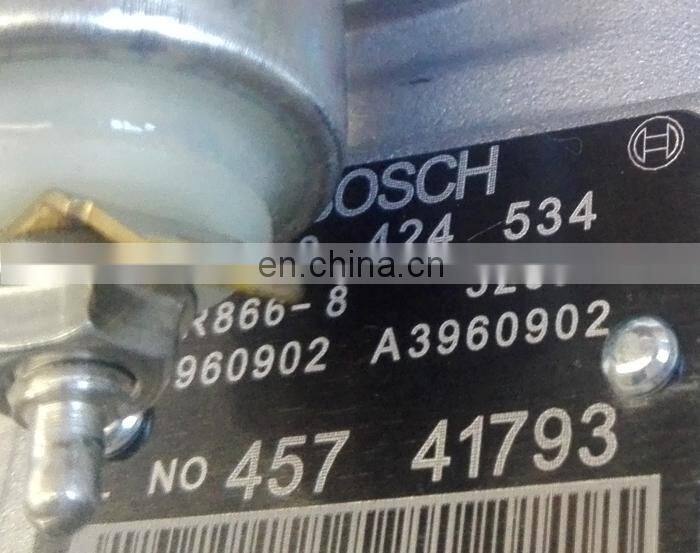 BOSCH
424 534
en.china.cn
R866-8
960902 A3960902
NO 457 41793